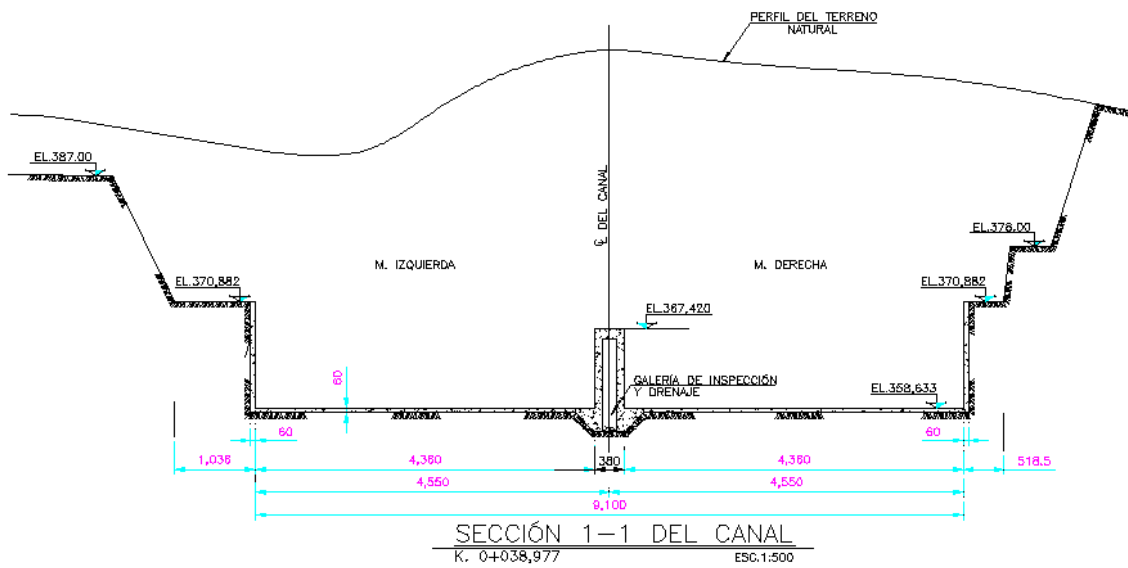 PERFIL DEL TERRENO
NATURAL
EL.387.00
℄ DEL CANAL
EL.378.00
M. IZQUIERDA
M. DERECHA
EL.370,882
EL.370,882
EL.367,420
60
GALERÍA DE INSPECCIÓN
Y DRENAJE
EL.358,633
60
60
1,036
4,360
380
4,360
518.5
4,550
4,550
9,100
SECCIÓN 1-1 DEL CANAL
K. 0+038,977
ESC.1:500